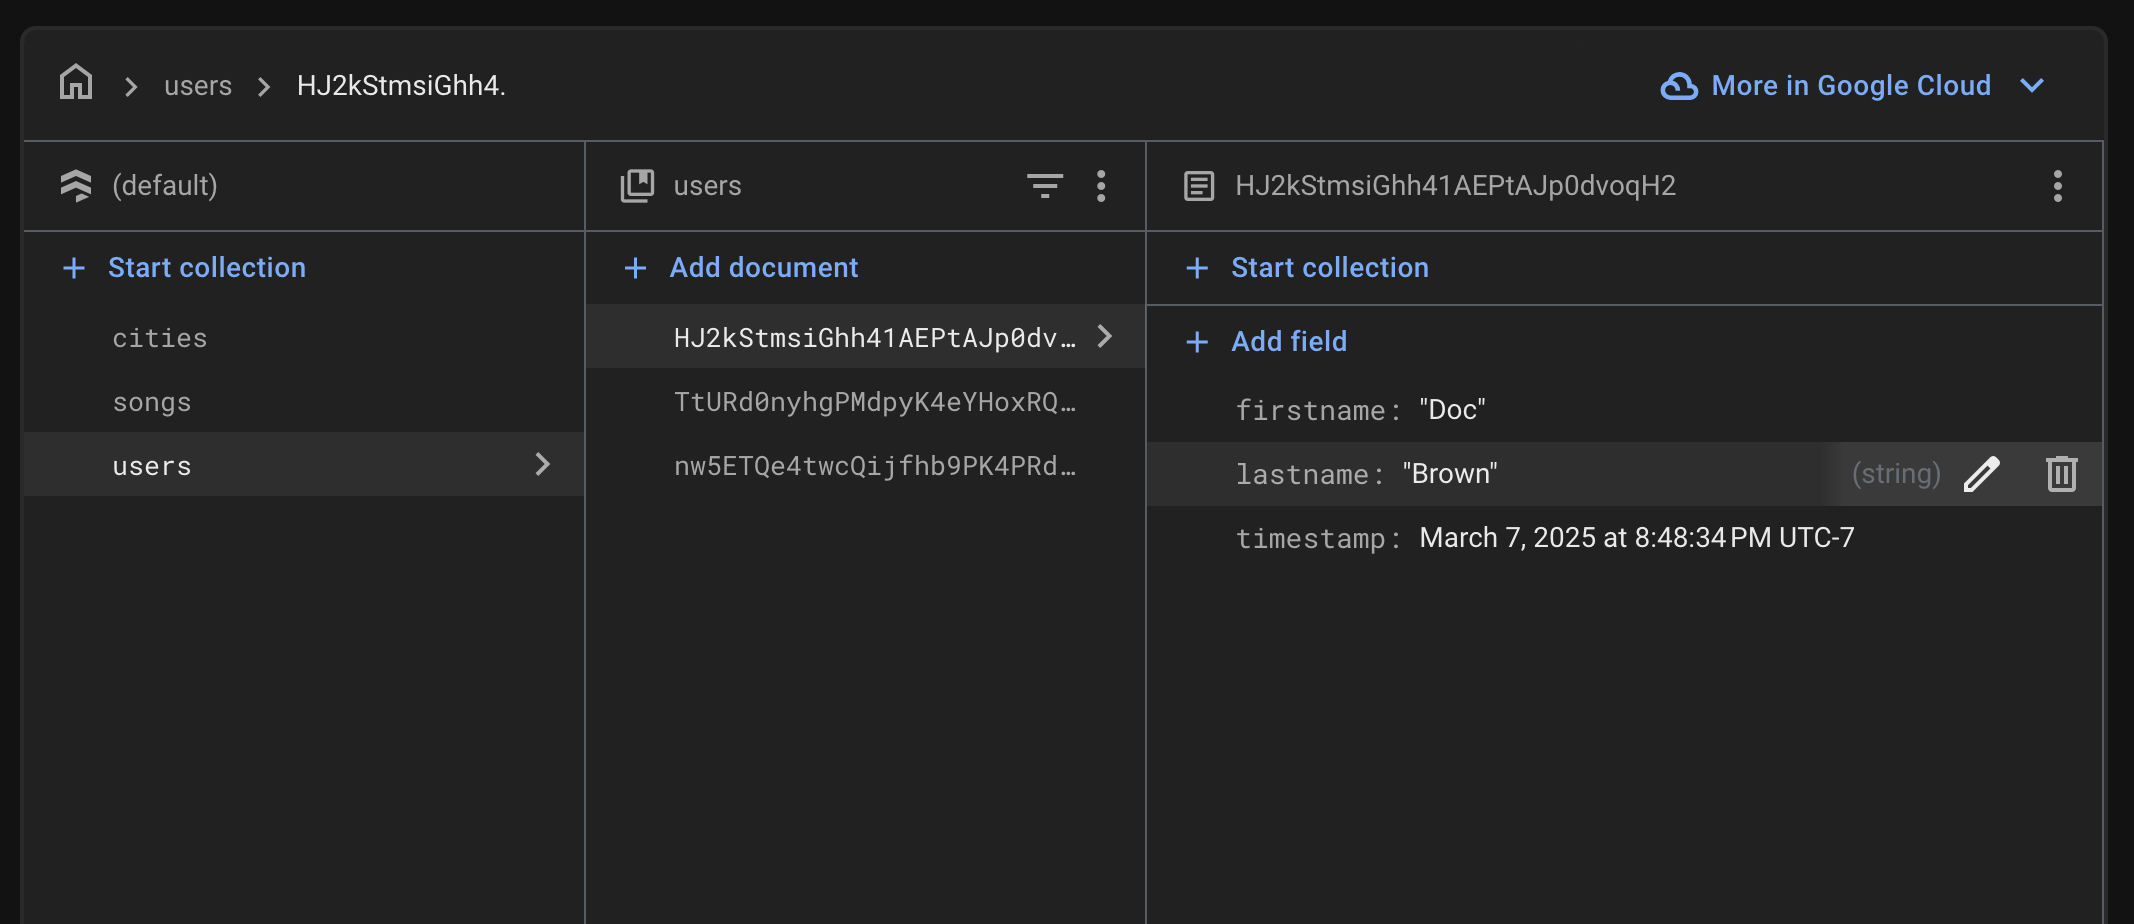 users
HJ2kStmsiGhh4.
More in Google Cloud
(default)
users
HJ2kStmsiGhh41AEPtAJp0dvoqH2
Start collection
Add document
Start collection
cities
songs
users
HJ2kStmsiGhh41AEPtAJp0dv…
TtURd0nyhgPMdpyK4eYHoxRQ…
nw5ETQe4twcQijfhb9PK4PRd…
Add field
firstname: "Doc"
lastname: "Brown" (string)
timestamp: March 7, 2025 at 8:48:34 PM UTC-7